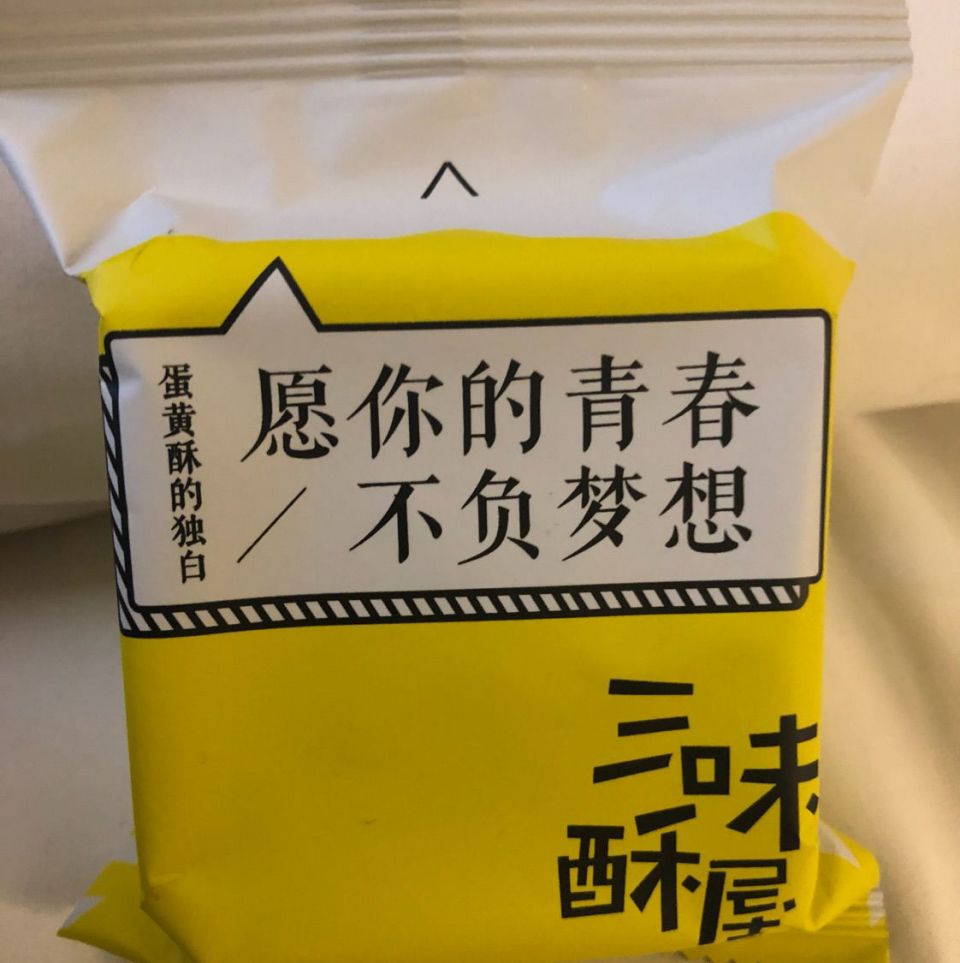 蛋黄酥的独白
愿你的青春
/不负梦想
三味
酥屋